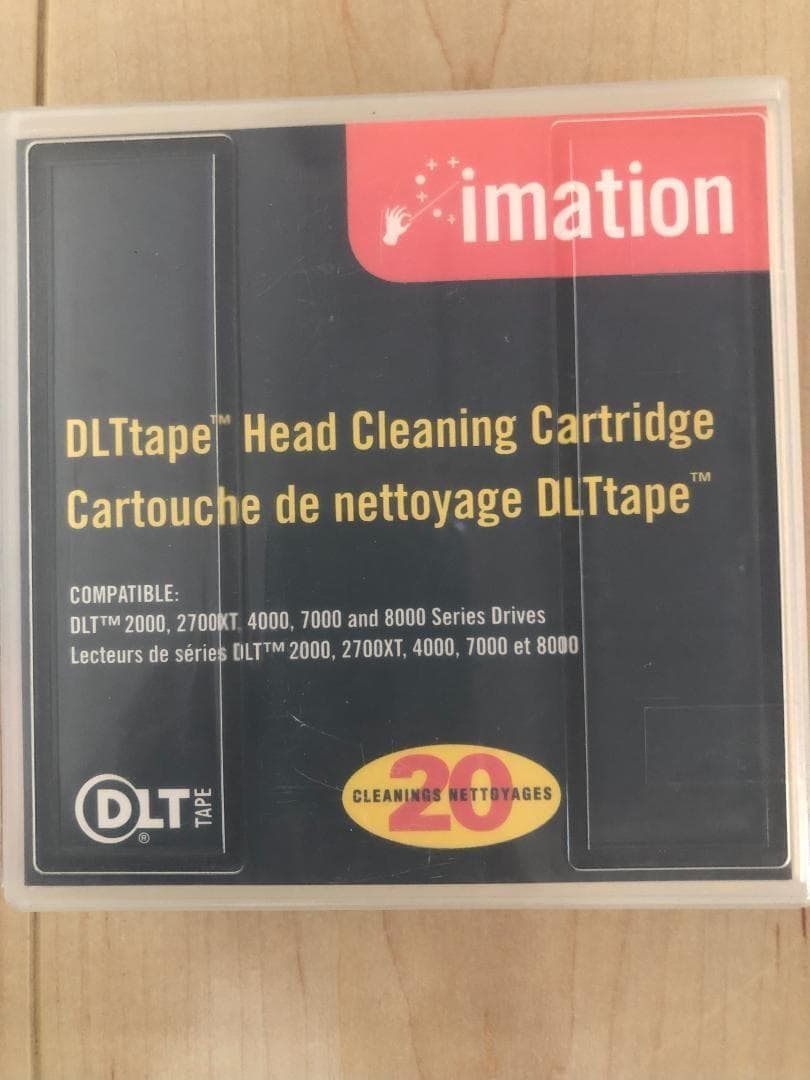 imation
DLTtape™ Head Cleaning Cartridge
Cartouche de nettoyage DLTtape™
COMPATIBLE:
DLT™ 2000, 2700XT, 4000, 7000 and 8000 Series Drives
Lecteurs de séries DLT™ 2000, 2700XT, 4000, 7000 et 8000
DLT TAPE ®
20
CLEANINGS NETTOYAGES